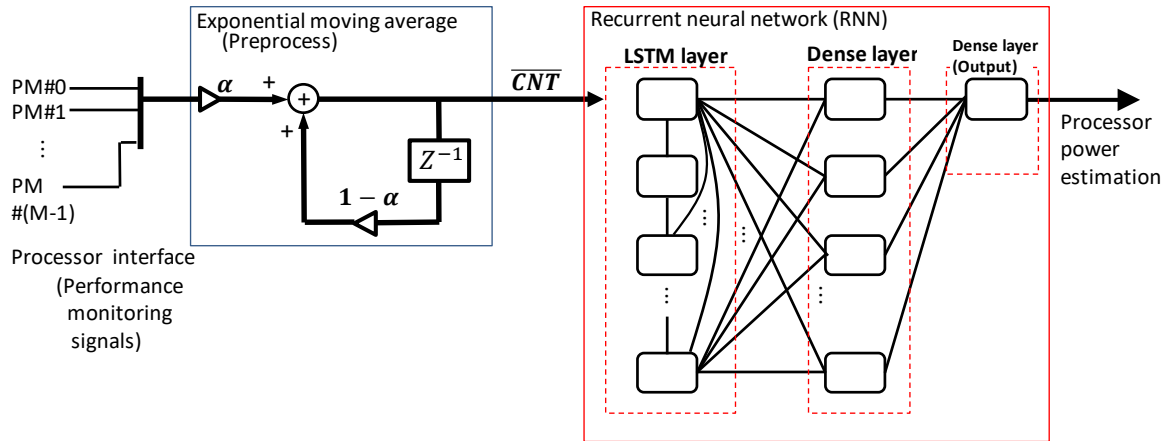 Exponential moving average
(Preprocess)
Recurrent neural network (RNN)
LSTM layer
Dense layer
Dense layer
(Output)
PM#0
PM#1
⋮
PM
#(M-1)
α
+
+
+
Z⁻¹
1 − α
C̅N̅T̅
...
...
...
...
Processor
power
estimation
Processor interface
(Performance
monitoring
signals)